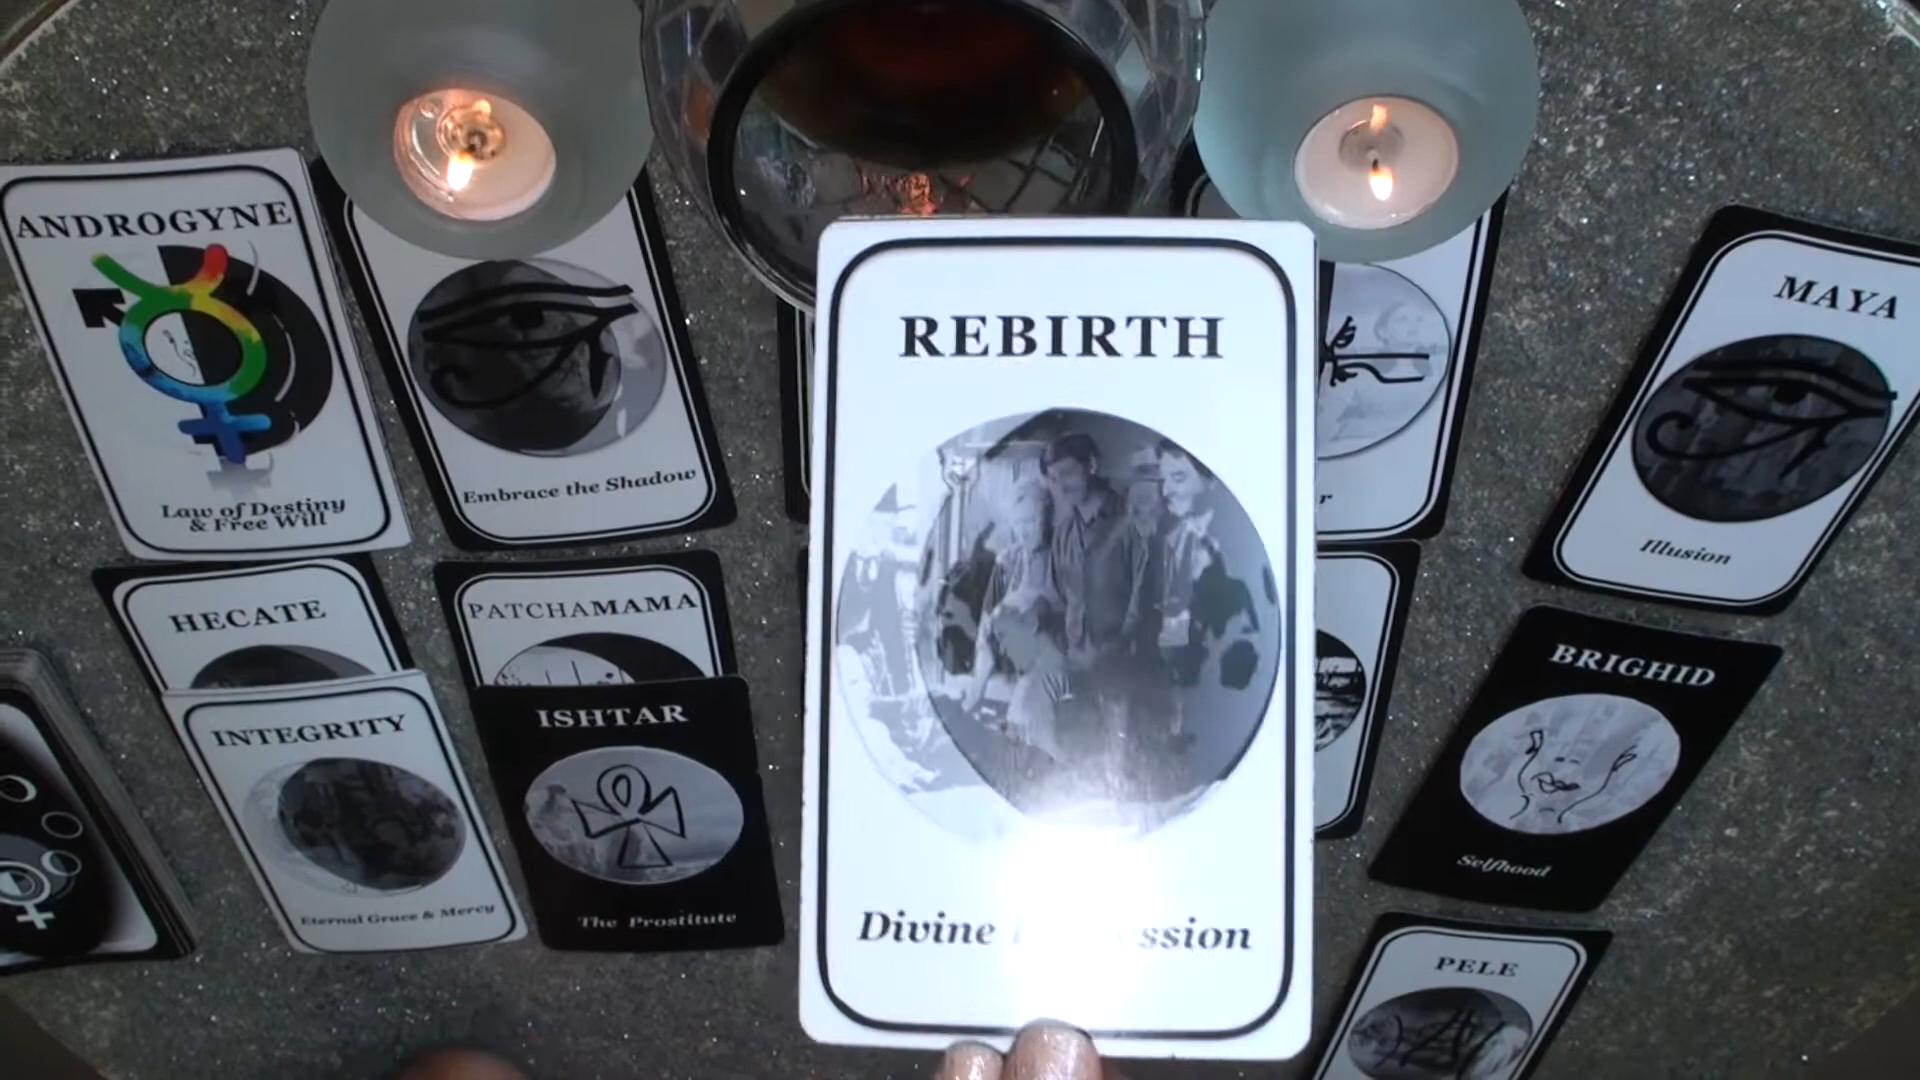 ANDROGYNE
Law of Destiny
& Free Will
Embrace the Shadow
REBIRTH
Divine
r
MAYA
Illusion
HECATE
PATCHAMAMA
INTEGRITY
Eternal Grace & Mercy
ISHTAR
The Prostitute
BRIGHID
Selfhood
PELE